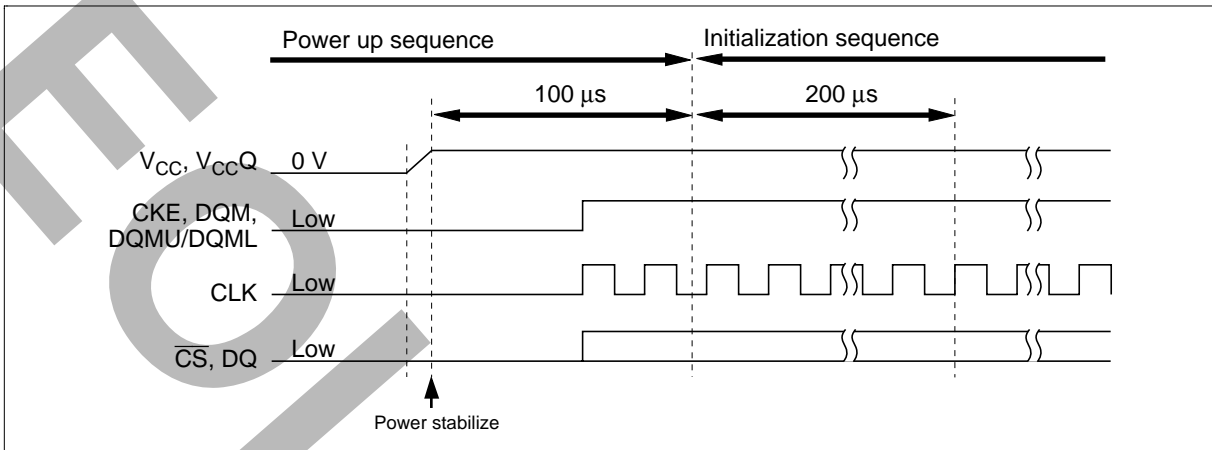 Power up sequence
Initialization sequence
100 μs
200 μs
VCC, VCCQ 0 V
CKE, DQM,
DQMU/DQML Low
CLK Low
C̅S̅, DQ Low
Power stabilize
EOL